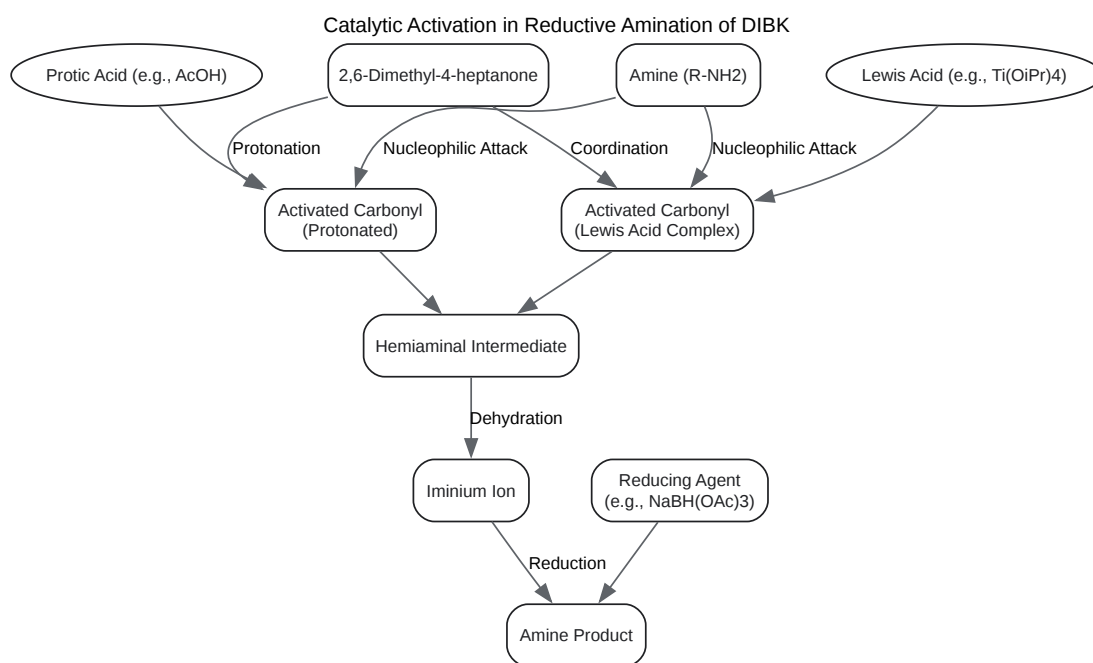 Catalytic Activation in Reductive Amination of DIBK
Protic Acid (e.g., AcOH)
2,6-Dimethyl-4-heptanone
Amine (R-NH2)
Lewis Acid (e.g., Ti(OiPr)4)
Protonation
Nucleophilic Attack
Coordination
Nucleophilic Attack
Activated Carbonyl
(Protonated)
Activated Carbonyl
(Lewis Acid Complex)
Hemiaminal Intermediate
Dehydration
Iminium Ion
Reducing Agent
(e.g., NaBH(OAc)3)
Reduction
Amine Product